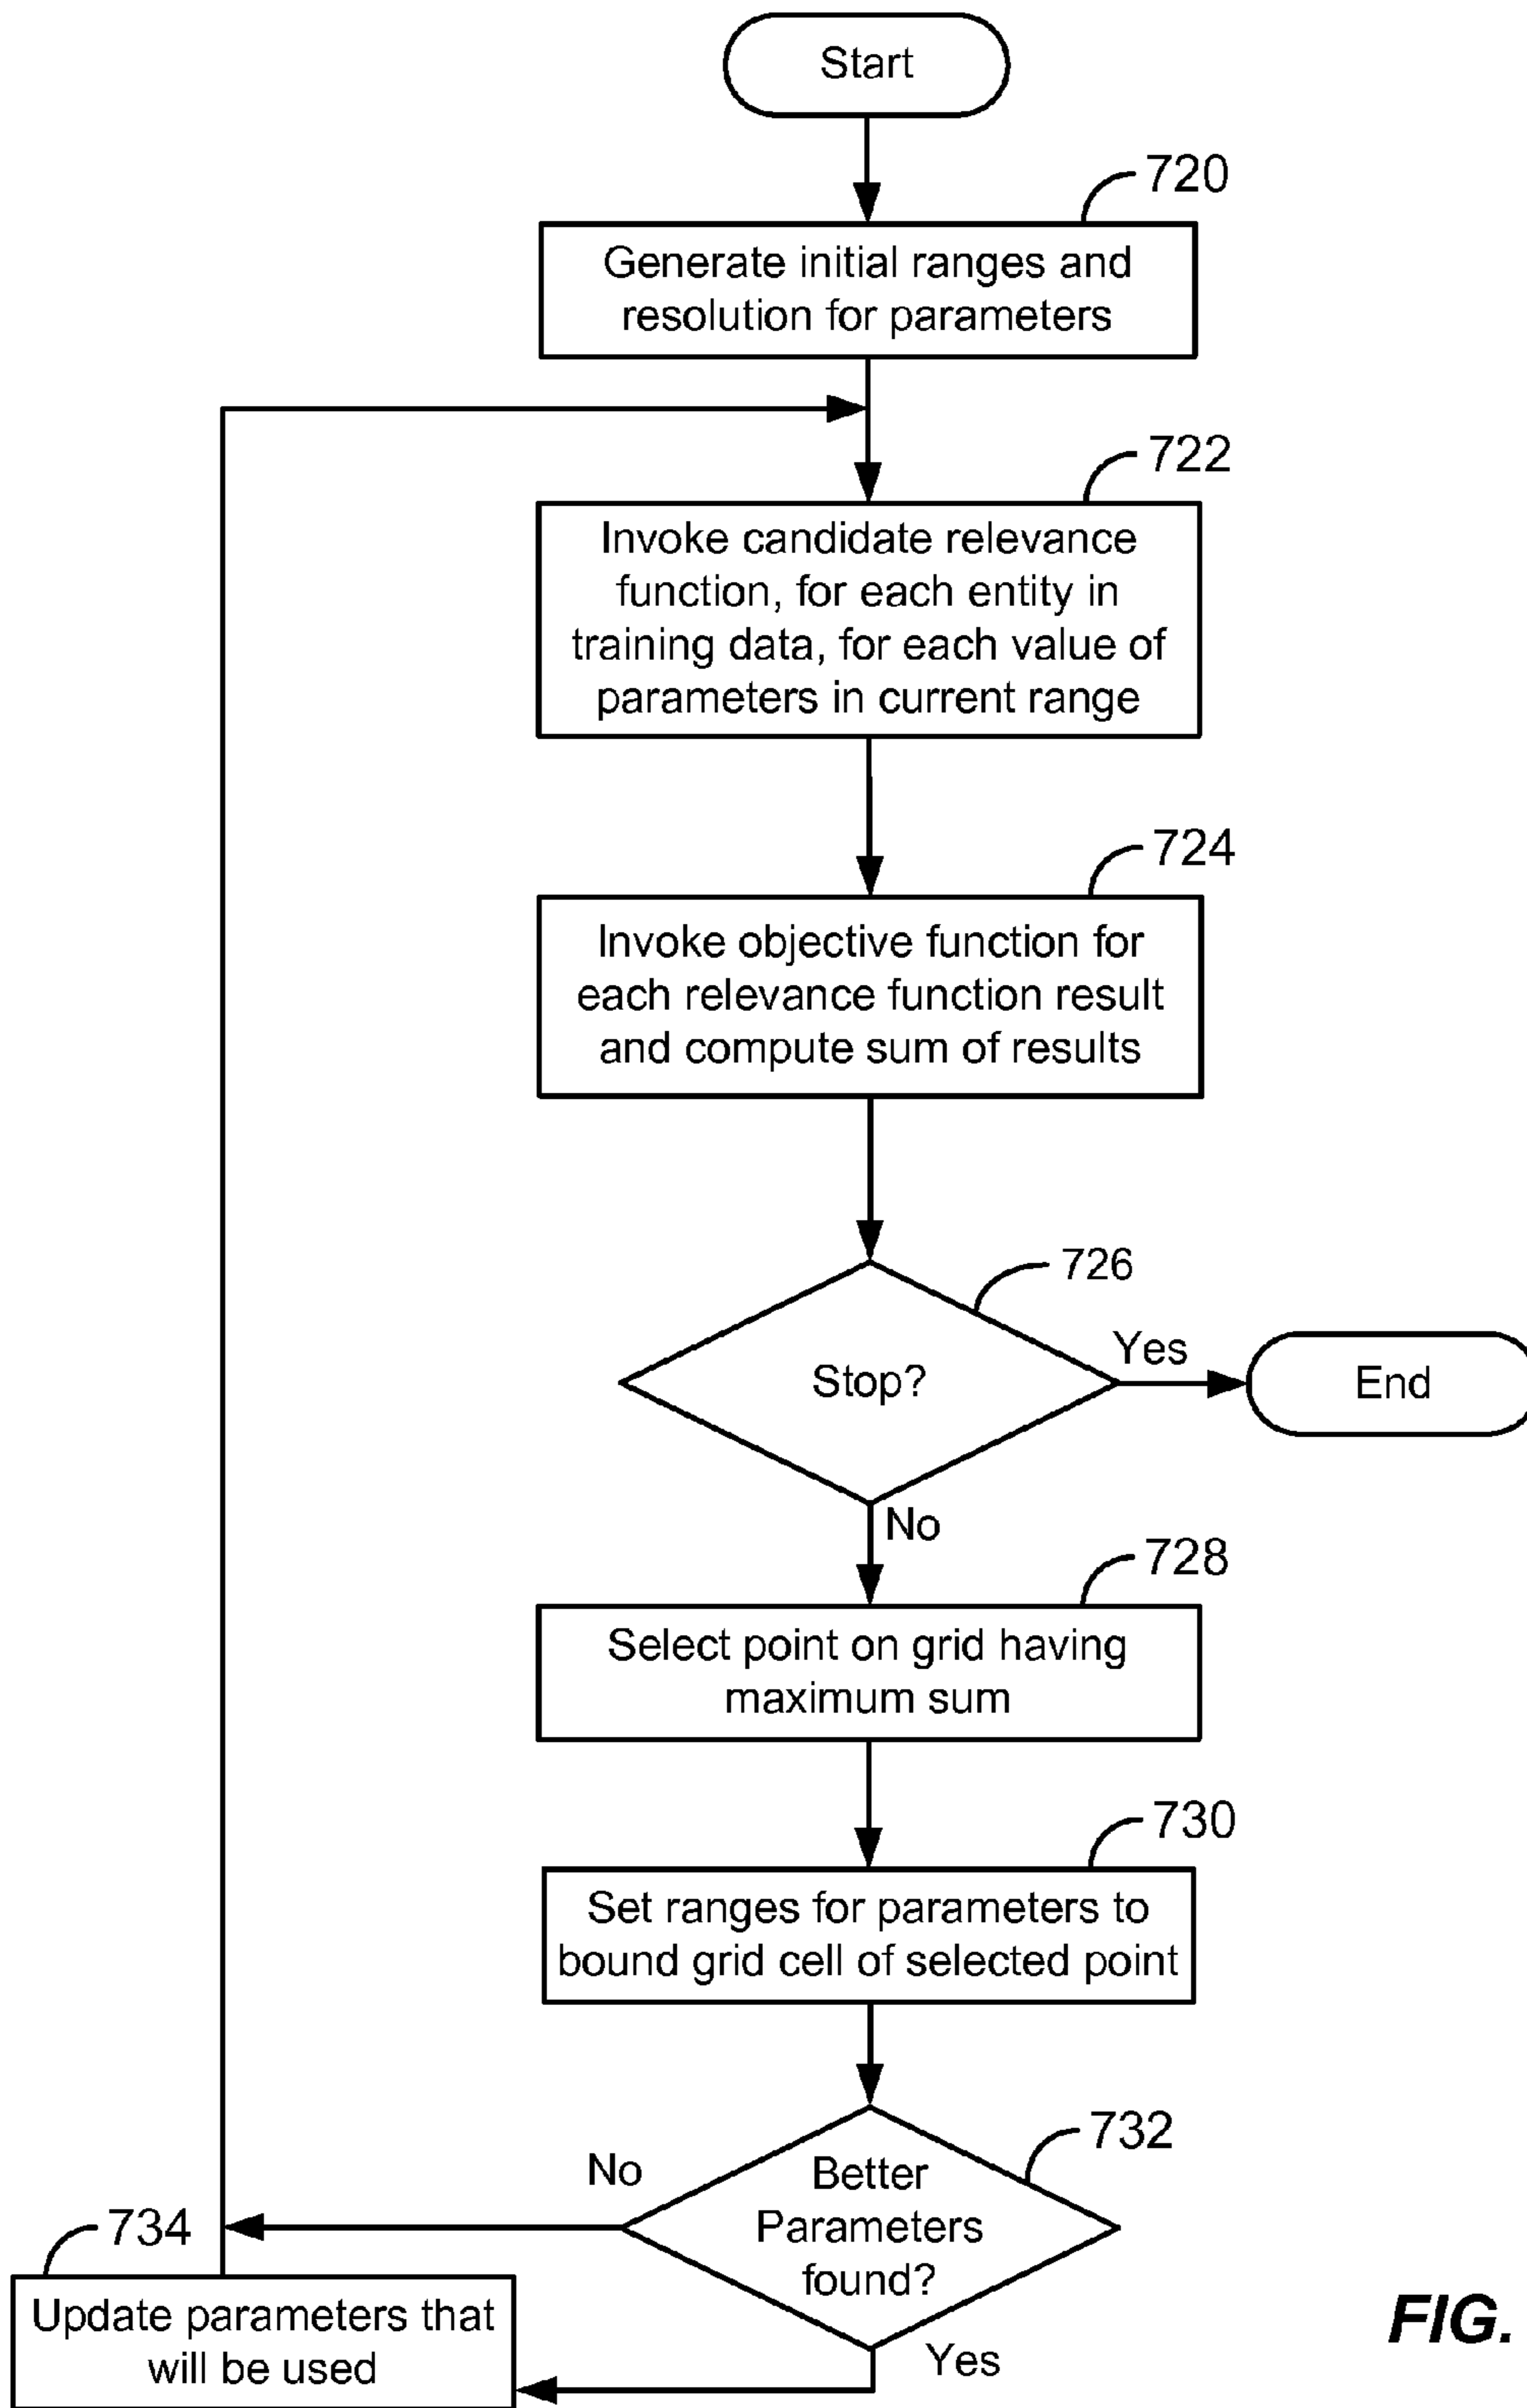 Start
720
Generate initial ranges and
resolution for parameters
722
Invoke candidate relevance
function, for each entity in
training data, for each value of
parameters in current range
724
Invoke objective function for
each relevance function result
and compute sum of results
726
Stop?
Yes
End
No
728
Select point on grid having
maximum sum
730
Set ranges for parameters to
bound grid cell of selected point
732
Better
Parameters
found?
No
Yes
734
Update parameters that
will be used
FIG.